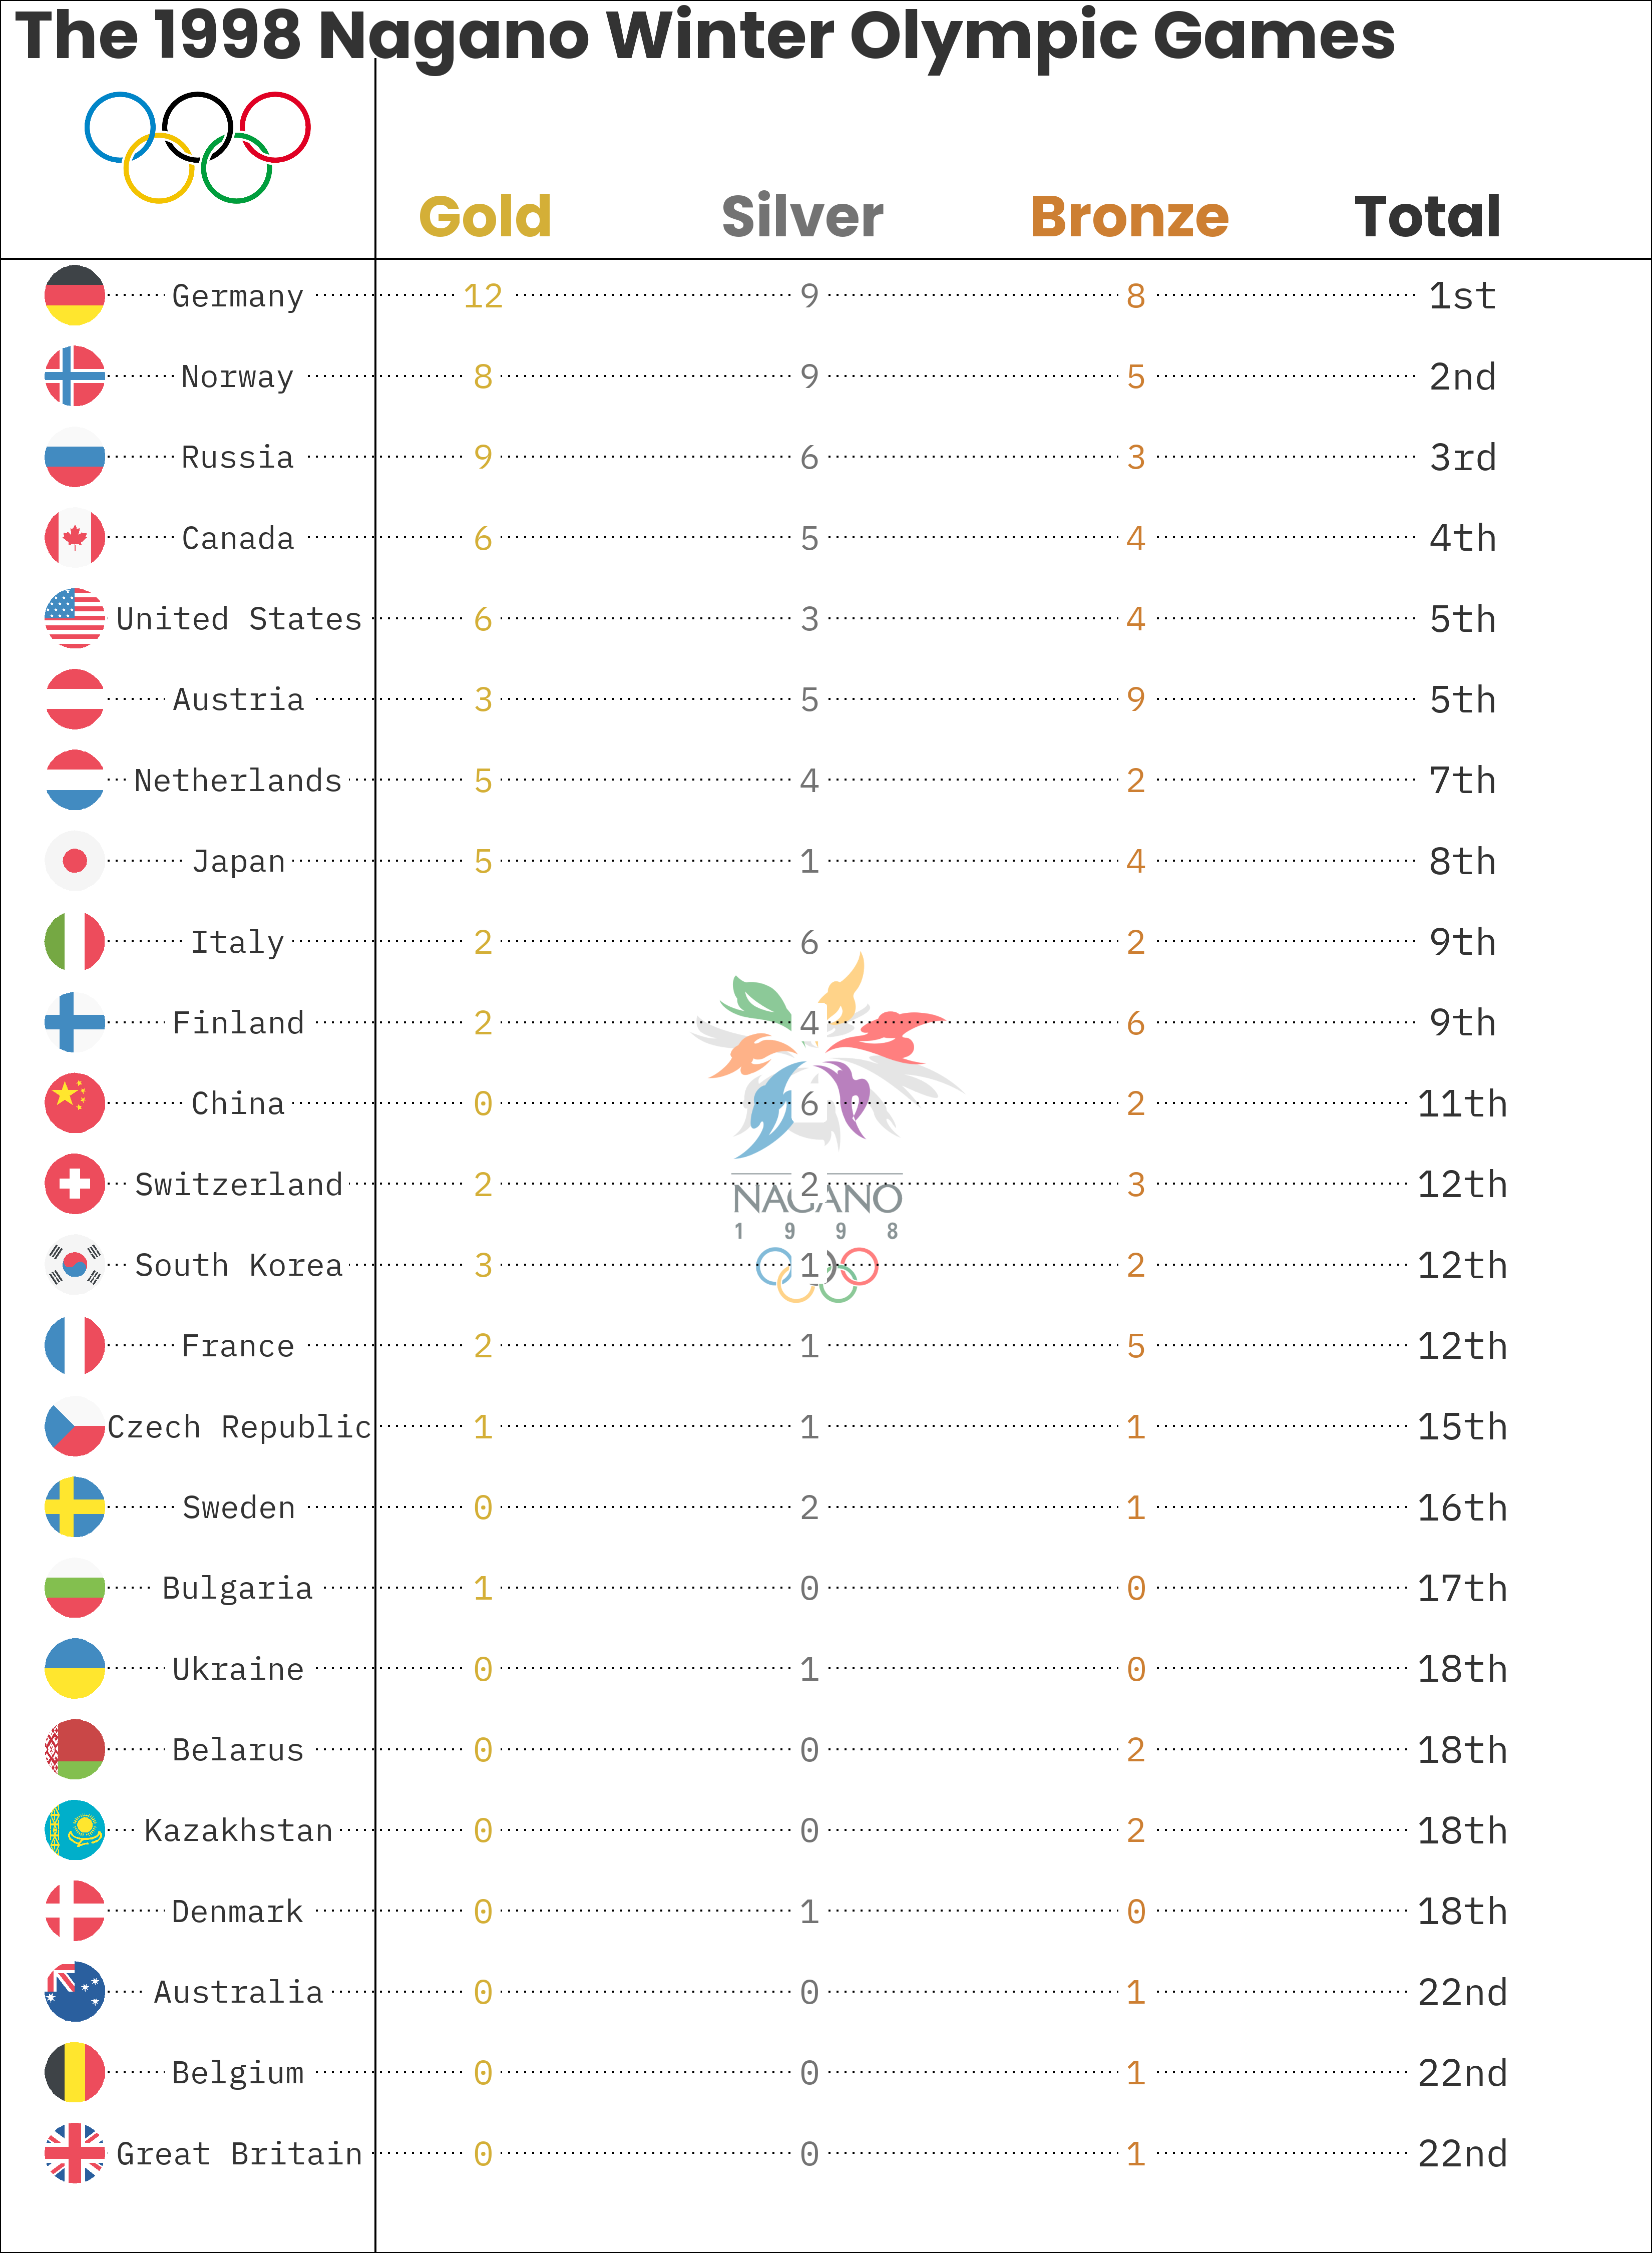 The 1998 Nagano Winter Olympic Games
Gold Silver Bronze Total
Germany 12 9 8 1st
Norway 8 9 5 2nd
Russia 9 6 3 3rd
Canada 6 5 4 4th
United States 6 3 4 5th
Austria 3 5 9 5th
Netherlands 5 4 2 7th
Japan 5 1 4 8th
Italy 2 6 2 9th
Finland 2 4 6 9th
China 0 6 2 11th
Switzerland 2 2 3 12th
NAGANO
1 9 9 8
South Korea 3 1 2 12th
France 2 1 5 12th
Czech Republic 1 1 1 15th
Sweden 0 2 1 16th
Bulgaria 1 0 0 17th
Ukraine 0 1 0 18th
Belarus 0 0 2 18th
Kazakhstan 0 0 2 18th
Denmark 0 1 0 18th
Australia 0 0 1 22nd
Belgium 0 0 1 22nd
Great Britain 0 0 1 22nd